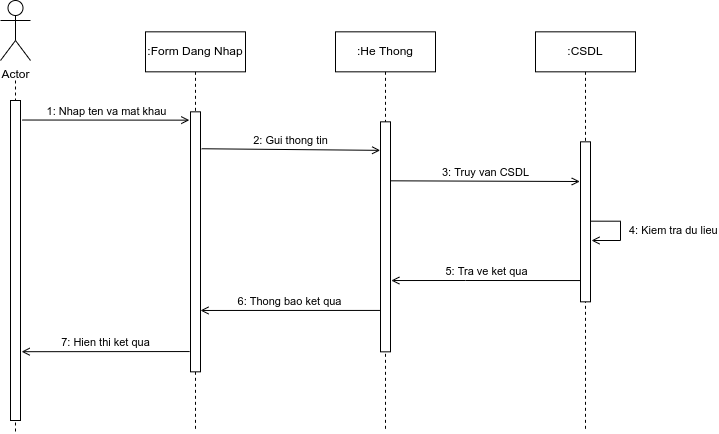 :Form Dang Nhap
:He Thong
:CSDL
Actor
1: Nhap ten va mat khau
2: Gui thong tin
3: Truy van CSDL
4: Kiem tra du lieu
5: Tra ve ket qua
6: Thong bao ket qua
7: Hien thi ket qua